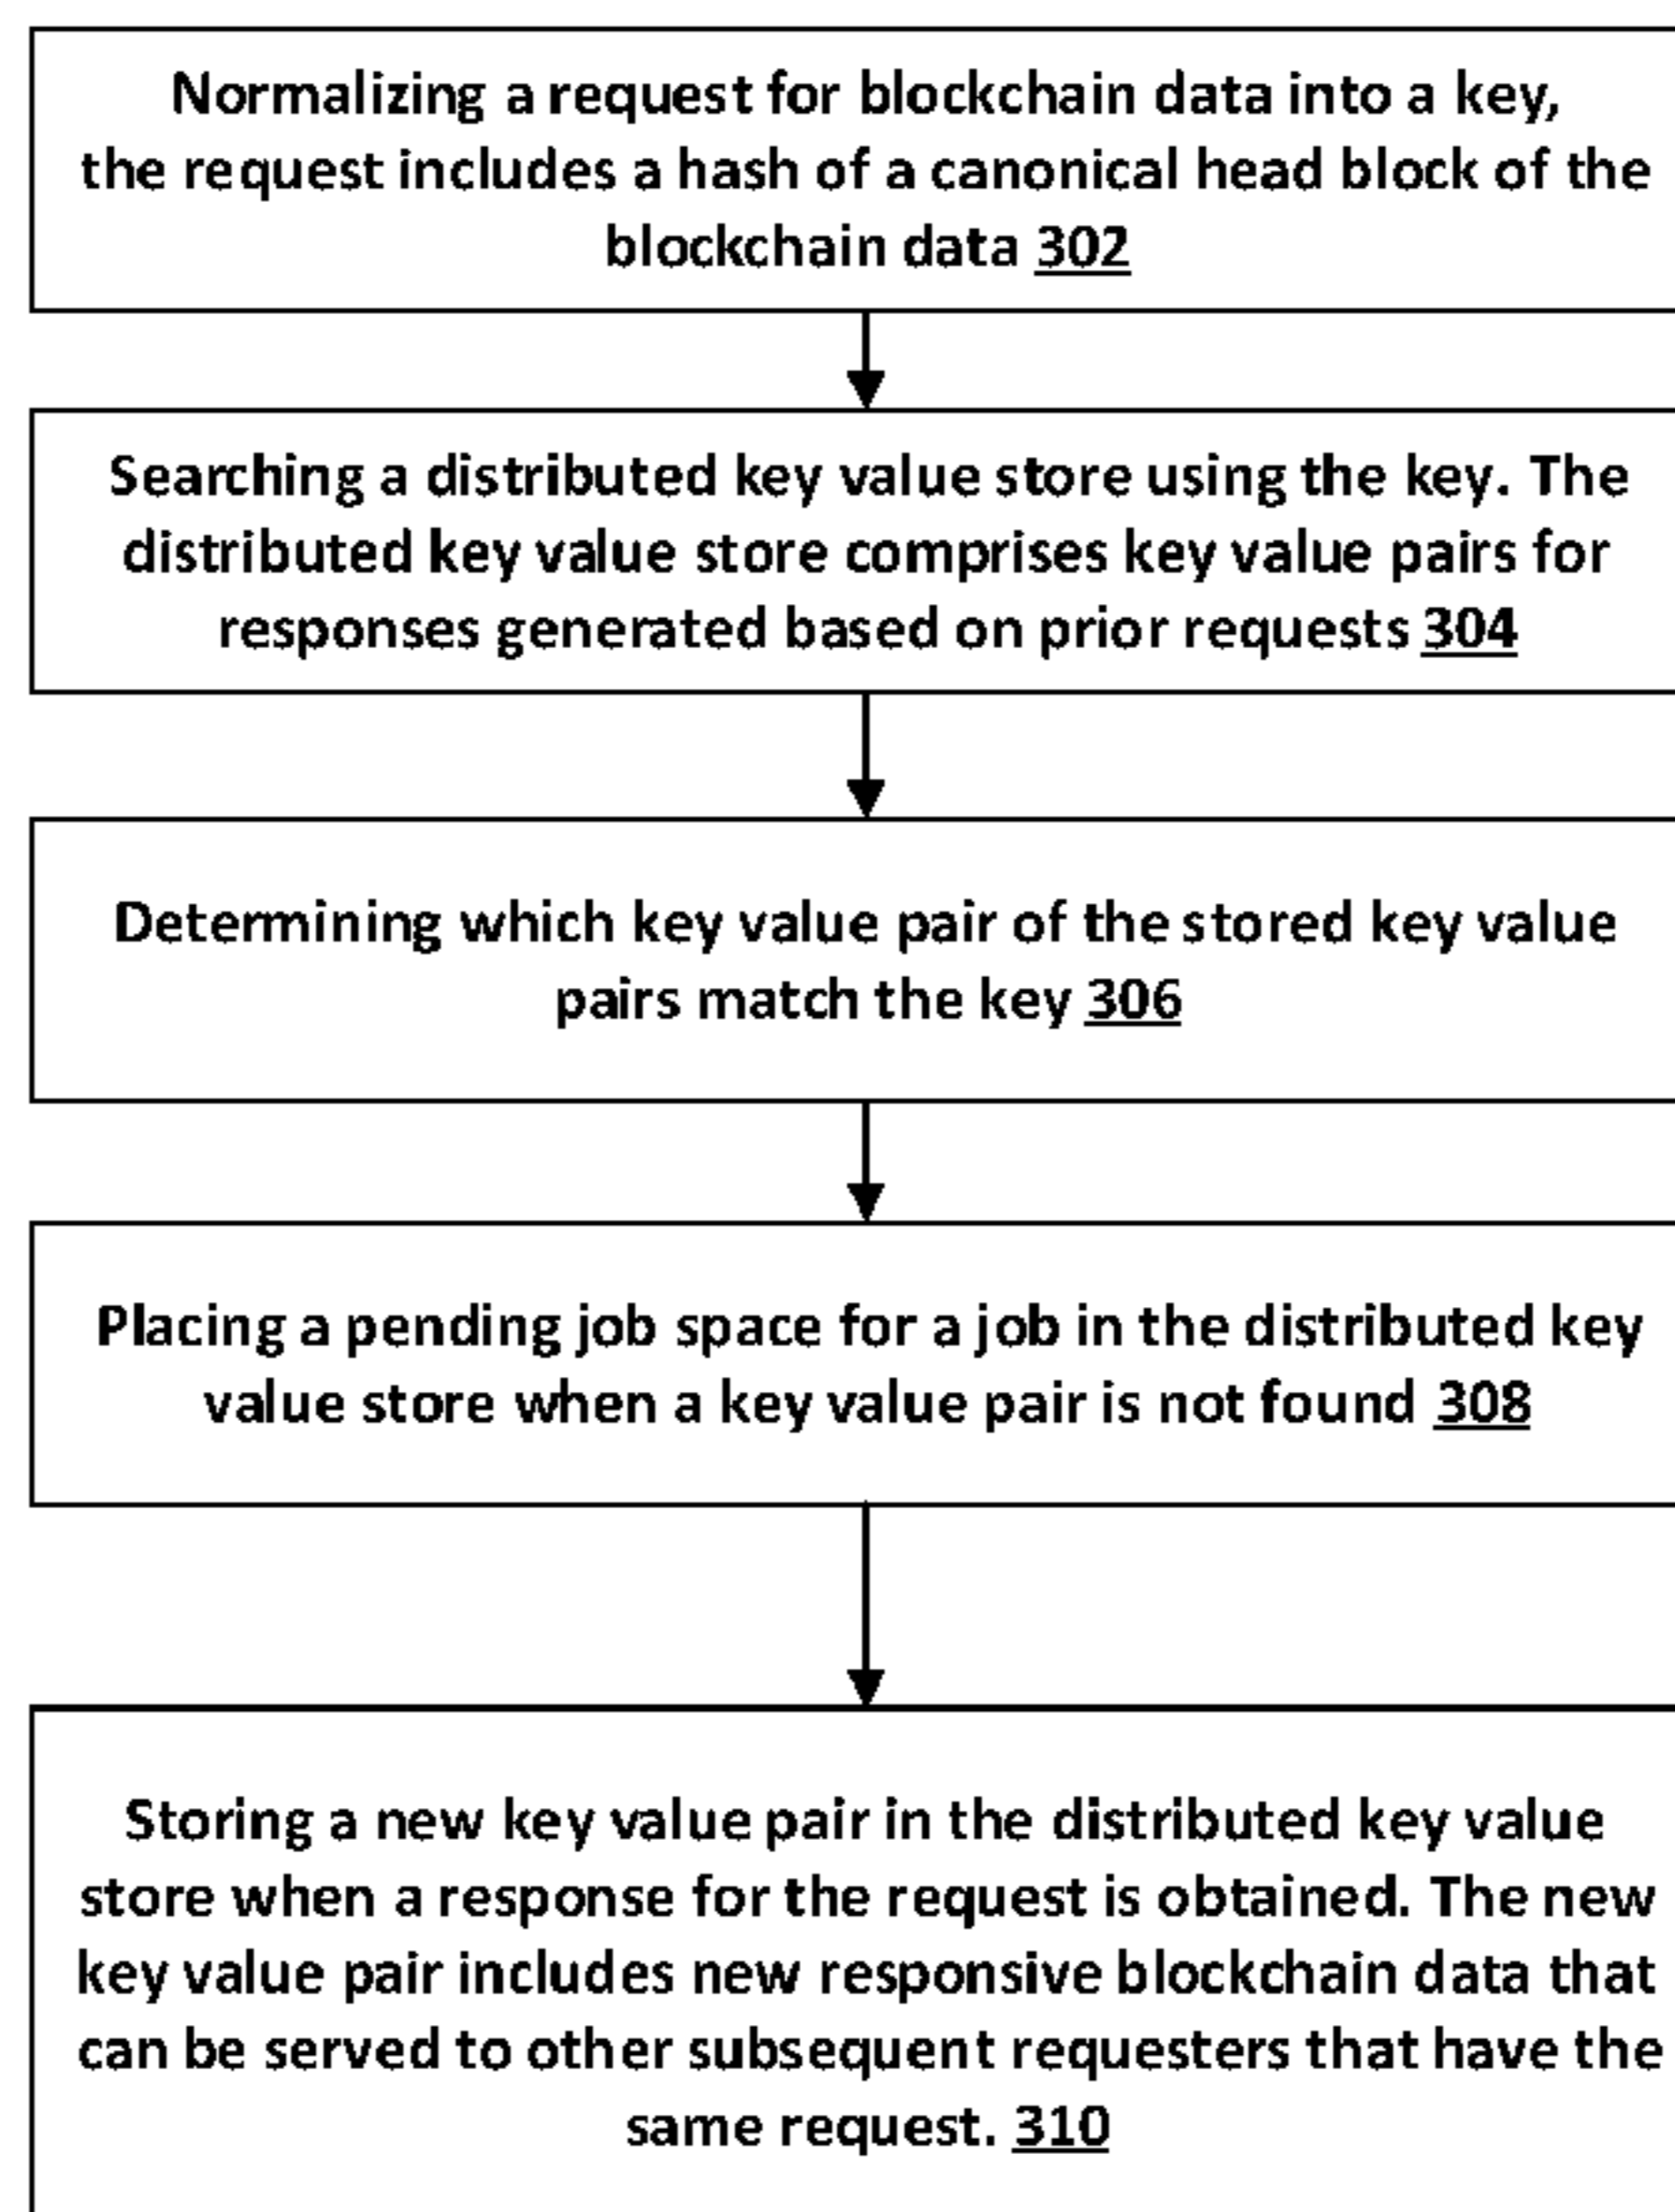 Normalizing a request for blockchain data into a key,
the request includes a hash of a canonical head block of the
blockchain data 302
Searching a distributed key value store using the key. The
distributed key value store comprises key value pairs for
responses generated based on prior requests 304
Determining which key value pair of the stored key value
pairs match the key 306
Placing a pending job space for a job in the distributed key
value store when a key value pair is not found 308
Storing a new key value pair in the distributed key value
store when a response for the request is obtained. The new
key value pair includes new responsive blockchain data that
can be served to other subsequent requesters that have the
same request. 310